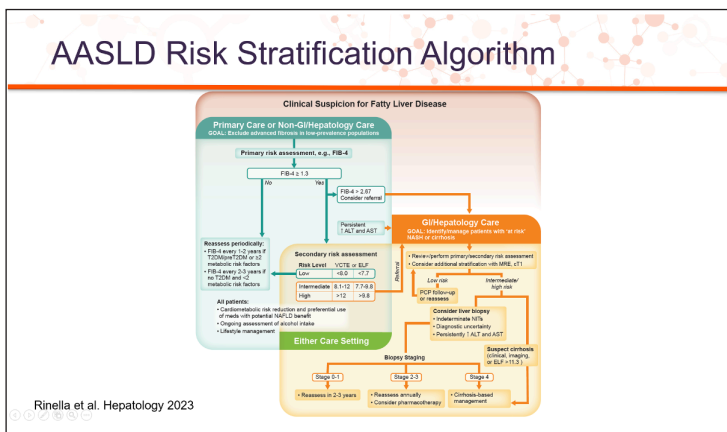 AASLD Risk Stratification Algorithm
Clinical Suspicion for Fatty Liver Disease
Primary Care or Non-GI/Hepatology Care
GOAL: Exclude advanced fibrosis in low-prevalence populations
Primary risk assessment, e.g., FIB-4
FIB-4 ≥ 1.3
No
Yes
FIB-4 > 2.67
Consider referral
Persistent
↑ ALT and AST
GI/Hepatology Care
GOAL: Identify/manage patients with 'at risk'
NASH or cirrhosis
Reassess periodically:
• FIB-4 every 1-2 years if
T2DM/preT2DM or ≥2
metabolic risk factors
• FIB-4 every 2-3 years if
no T2DM and <2
metabolic risk factors
Secondary risk assessment
Risk Level VCTE or ELF
Low <8.0 <7.7
Intermediate 8.1-12 7.7-9.8
High >12 >9.8
Referral
• Review/perform primary/secondary risk assessment
• Consider additional stratification with MRE, cT1
Low risk
Intermediate/
high risk
PCP follow-up
or reassess
All patients:
• Cardiometabolic risk reduction and preferential use
of meds with potential NAFLD benefit
• Ongoing assessment of alcohol intake
• Lifestyle management
Consider liver biopsy
• Indeterminate NITs
• Diagnostic uncertainty
• Persistently ↑ ALT and AST
Suspect cirrhosis
(clinical, imaging,
or ELF >11.3 )
Either Care Setting
Biopsy Staging
Stage 0-1
Stage 2-3
Stage 4
• Reassess in 2-3 years
• Reassess annually
• Consider pharmacotherapy
• Cirrhosis-based
management
Rinella et al. Hepatology 2023